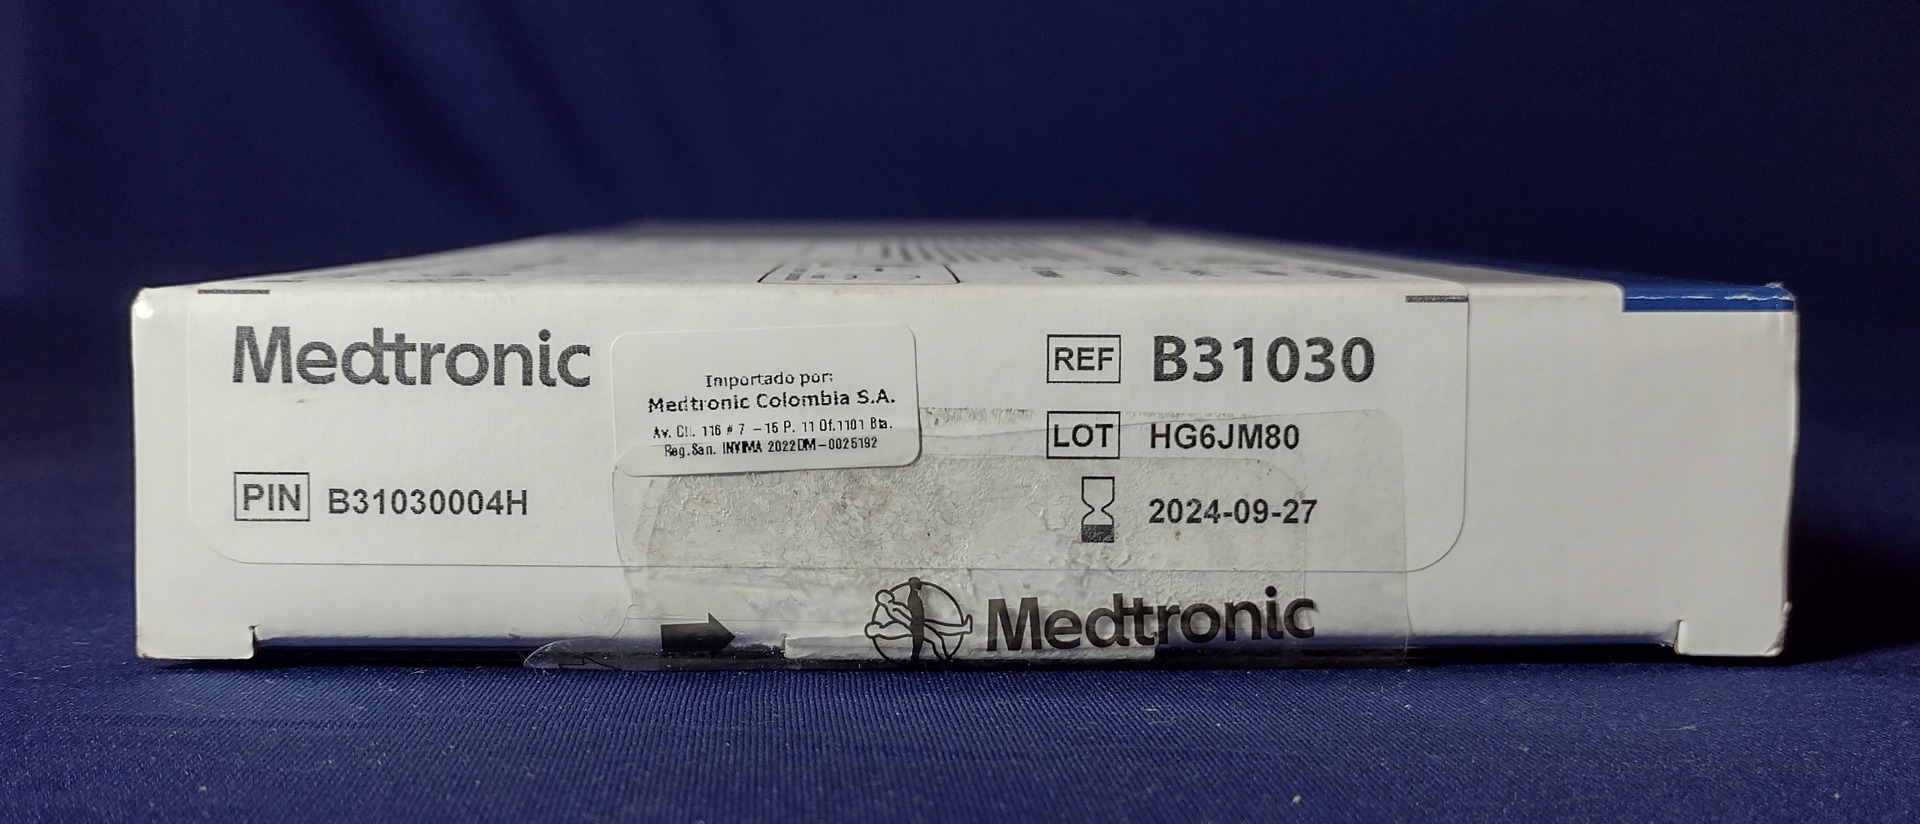 Medtronic
Importado por:
Medtronic Colombia S.A.
Av. Cll. 116 # 7 - 15 P. 11 Of.1101 Bta.
Reg.San. INVIMA 2022DM-0025192
REF B31030
LOT HG6JM80
PIN B31030004H
2024-09-27
Medtronic